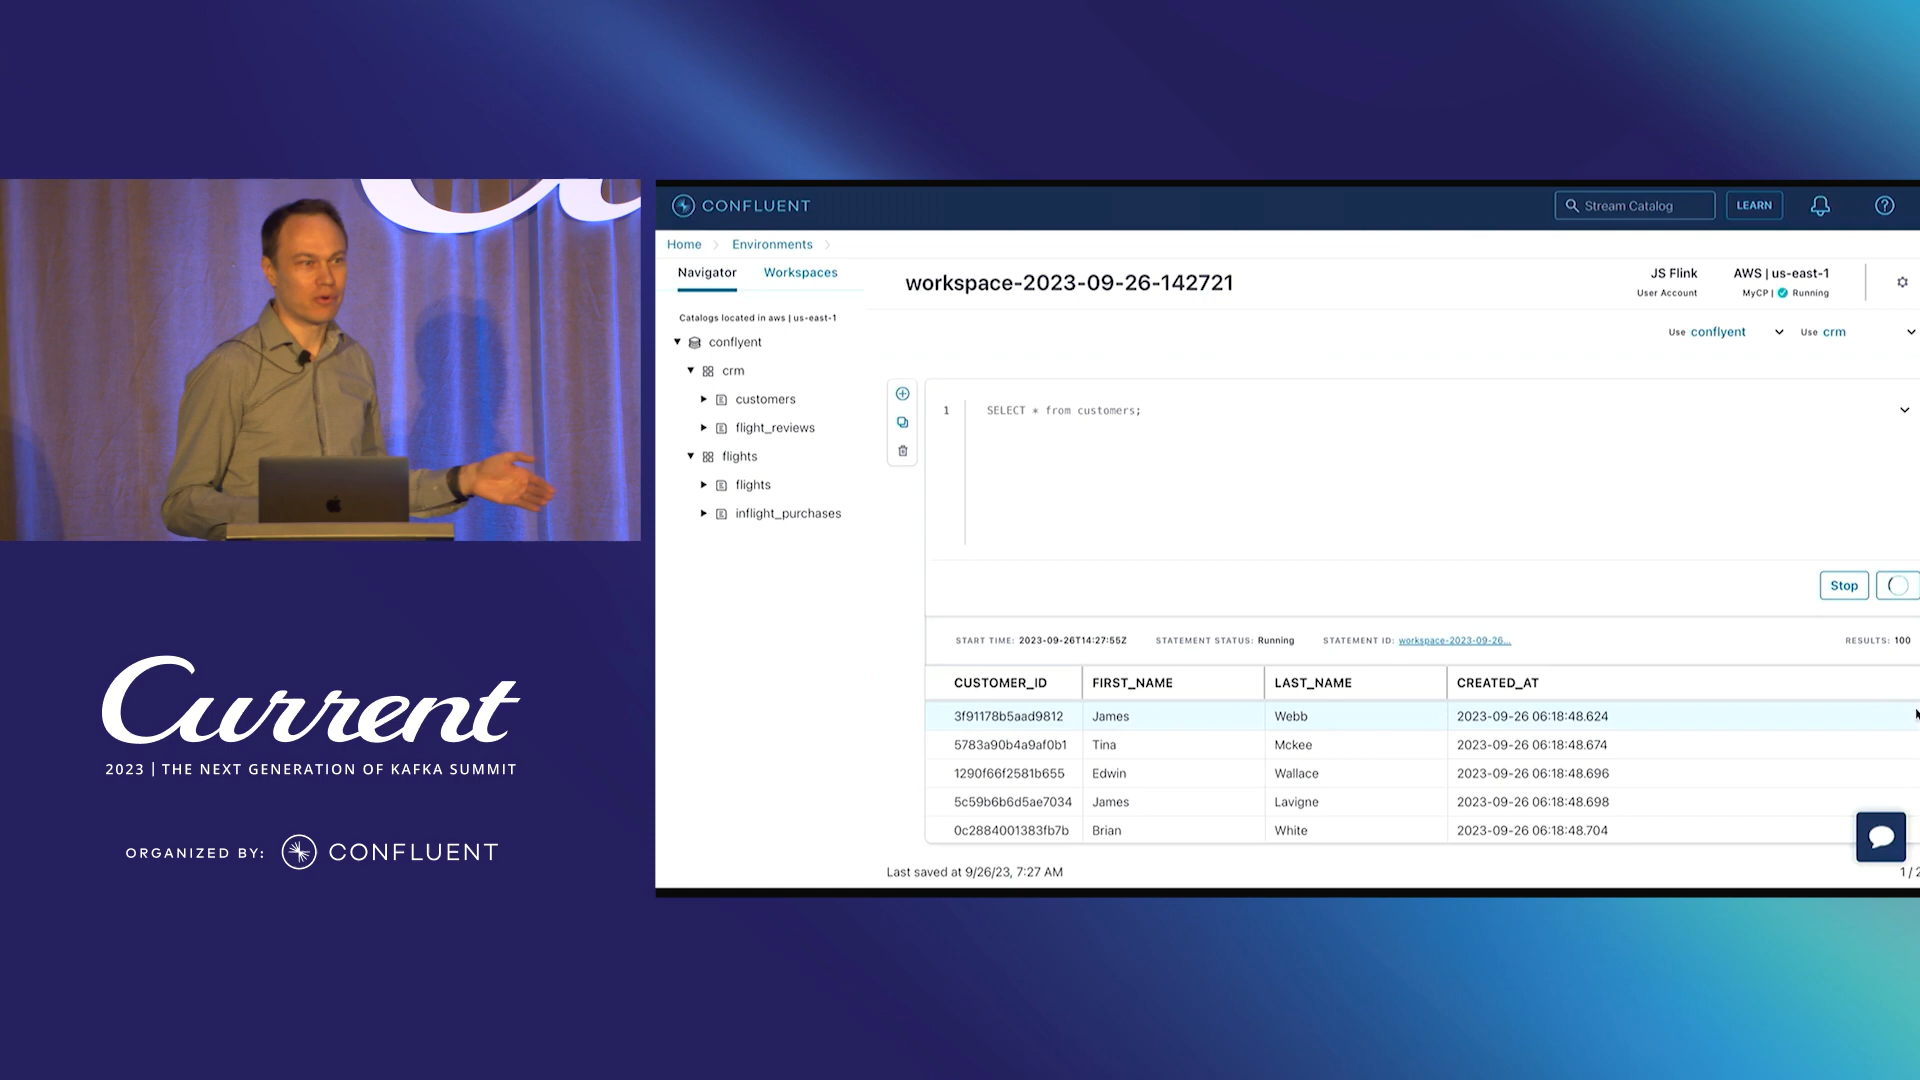 CONFLUENT
Stream Catalog
LEARN
Home
Environments
Navigator
Workspaces
workspace-2023-09-26-142721
JS Flink
User Account
AWS | us-east-1
MyCP | Running
Catalogs located in aws | us-east-1
Use conflyent
Use crm
conflyent
crm
customers
flight_reviews
flights
flights
inflight_purchases
1 SELECT * from customers;
Stop
START TIME: 2023-09-26T14:27:55Z STATEMENT STATUS: Running STATEMENT ID: workspace-2023-09-26... RESULTS: 100
CUSTOMER_ID FIRST_NAME LAST_NAME CREATED_AT
3f91178b5aad9812 James Webb 2023-09-26 06:18:48.624
5783a90b4a9af0b1 Tina Mckee 2023-09-26 06:18:48.674
1290f66f2581b655 Edwin Wallace 2023-09-26 06:18:48.696
5c59b6b6d5ae7034 James Lavigne 2023-09-26 06:18:48.698
0c2884001383fb7b Brian White 2023-09-26 06:18:48.704
Last saved at 9/26/23, 7:27 AM
1 / 2
Current
2023 | THE NEXT GENERATION OF KAFKA SUMMIT
ORGANIZED BY: CONFLUENT